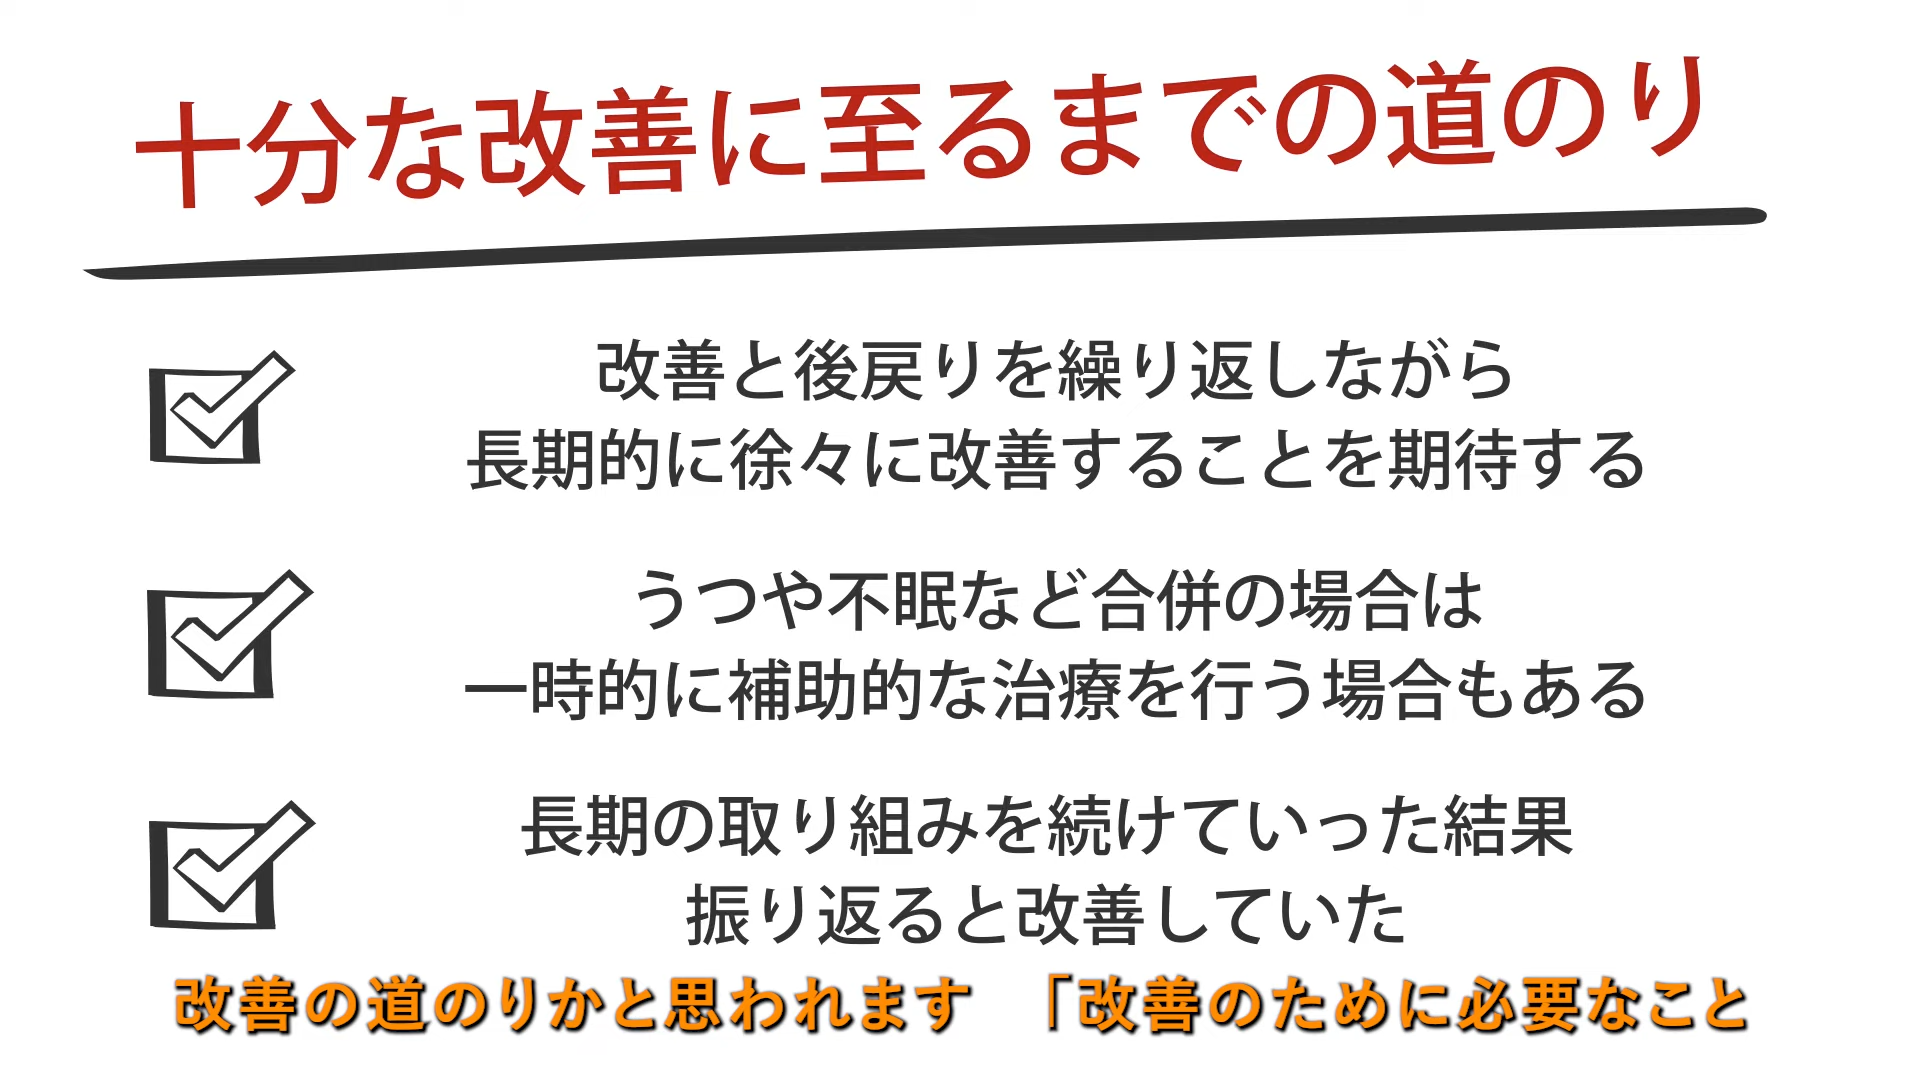 十分な改善に至るまでの道のり
改善と後戻りを繰り返しながら
長期的に徐々に改善することを期待する
うつや不眠など合併の場合は
一時的に補助的な治療を行う場合もある
長期の取り組みを続けていった結果
振り返ると改善していた
改善の道のりかと思われます 「改善のために必要なこと